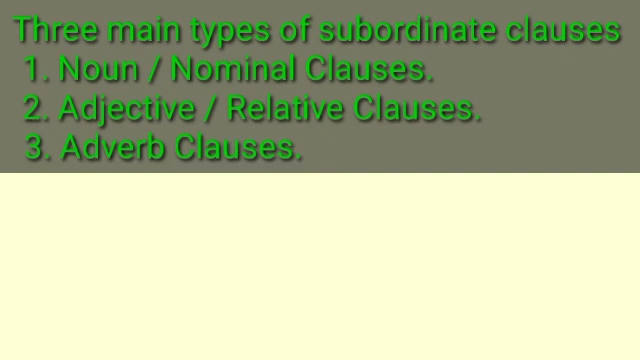 Three main types of subordinate clauses
1. Noun / Nominal Clauses.
2. Adjective / Relative Clauses.
3. Adverb Clauses.